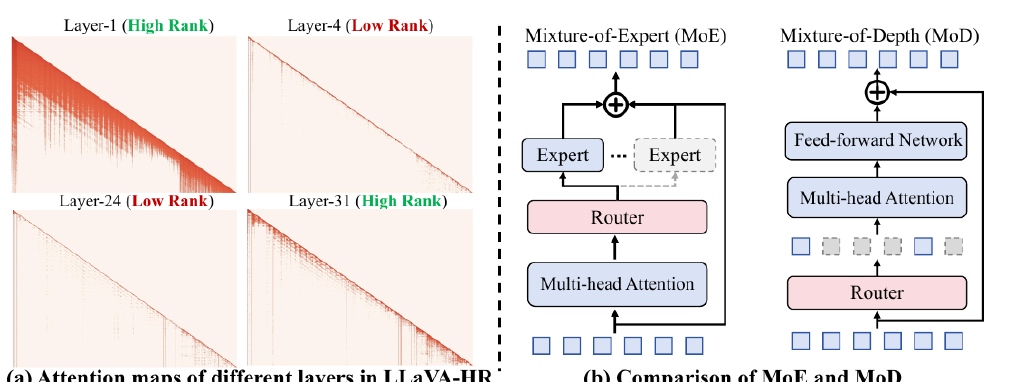 Layer-1 (High Rank)
Layer-4 (Low Rank)
Layer-24 (Low Rank)
Layer-31 (High Rank)
(a) Attention maps of different layers in LLaVA-HR
Mixture-of-Expert (MoE)
Expert
...
Expert
Router
Multi-head Attention
Mixture-of-Depth (MoD)
Feed-forward Network
Multi-head Attention
Router
(b) Comparison of MoE and MoD